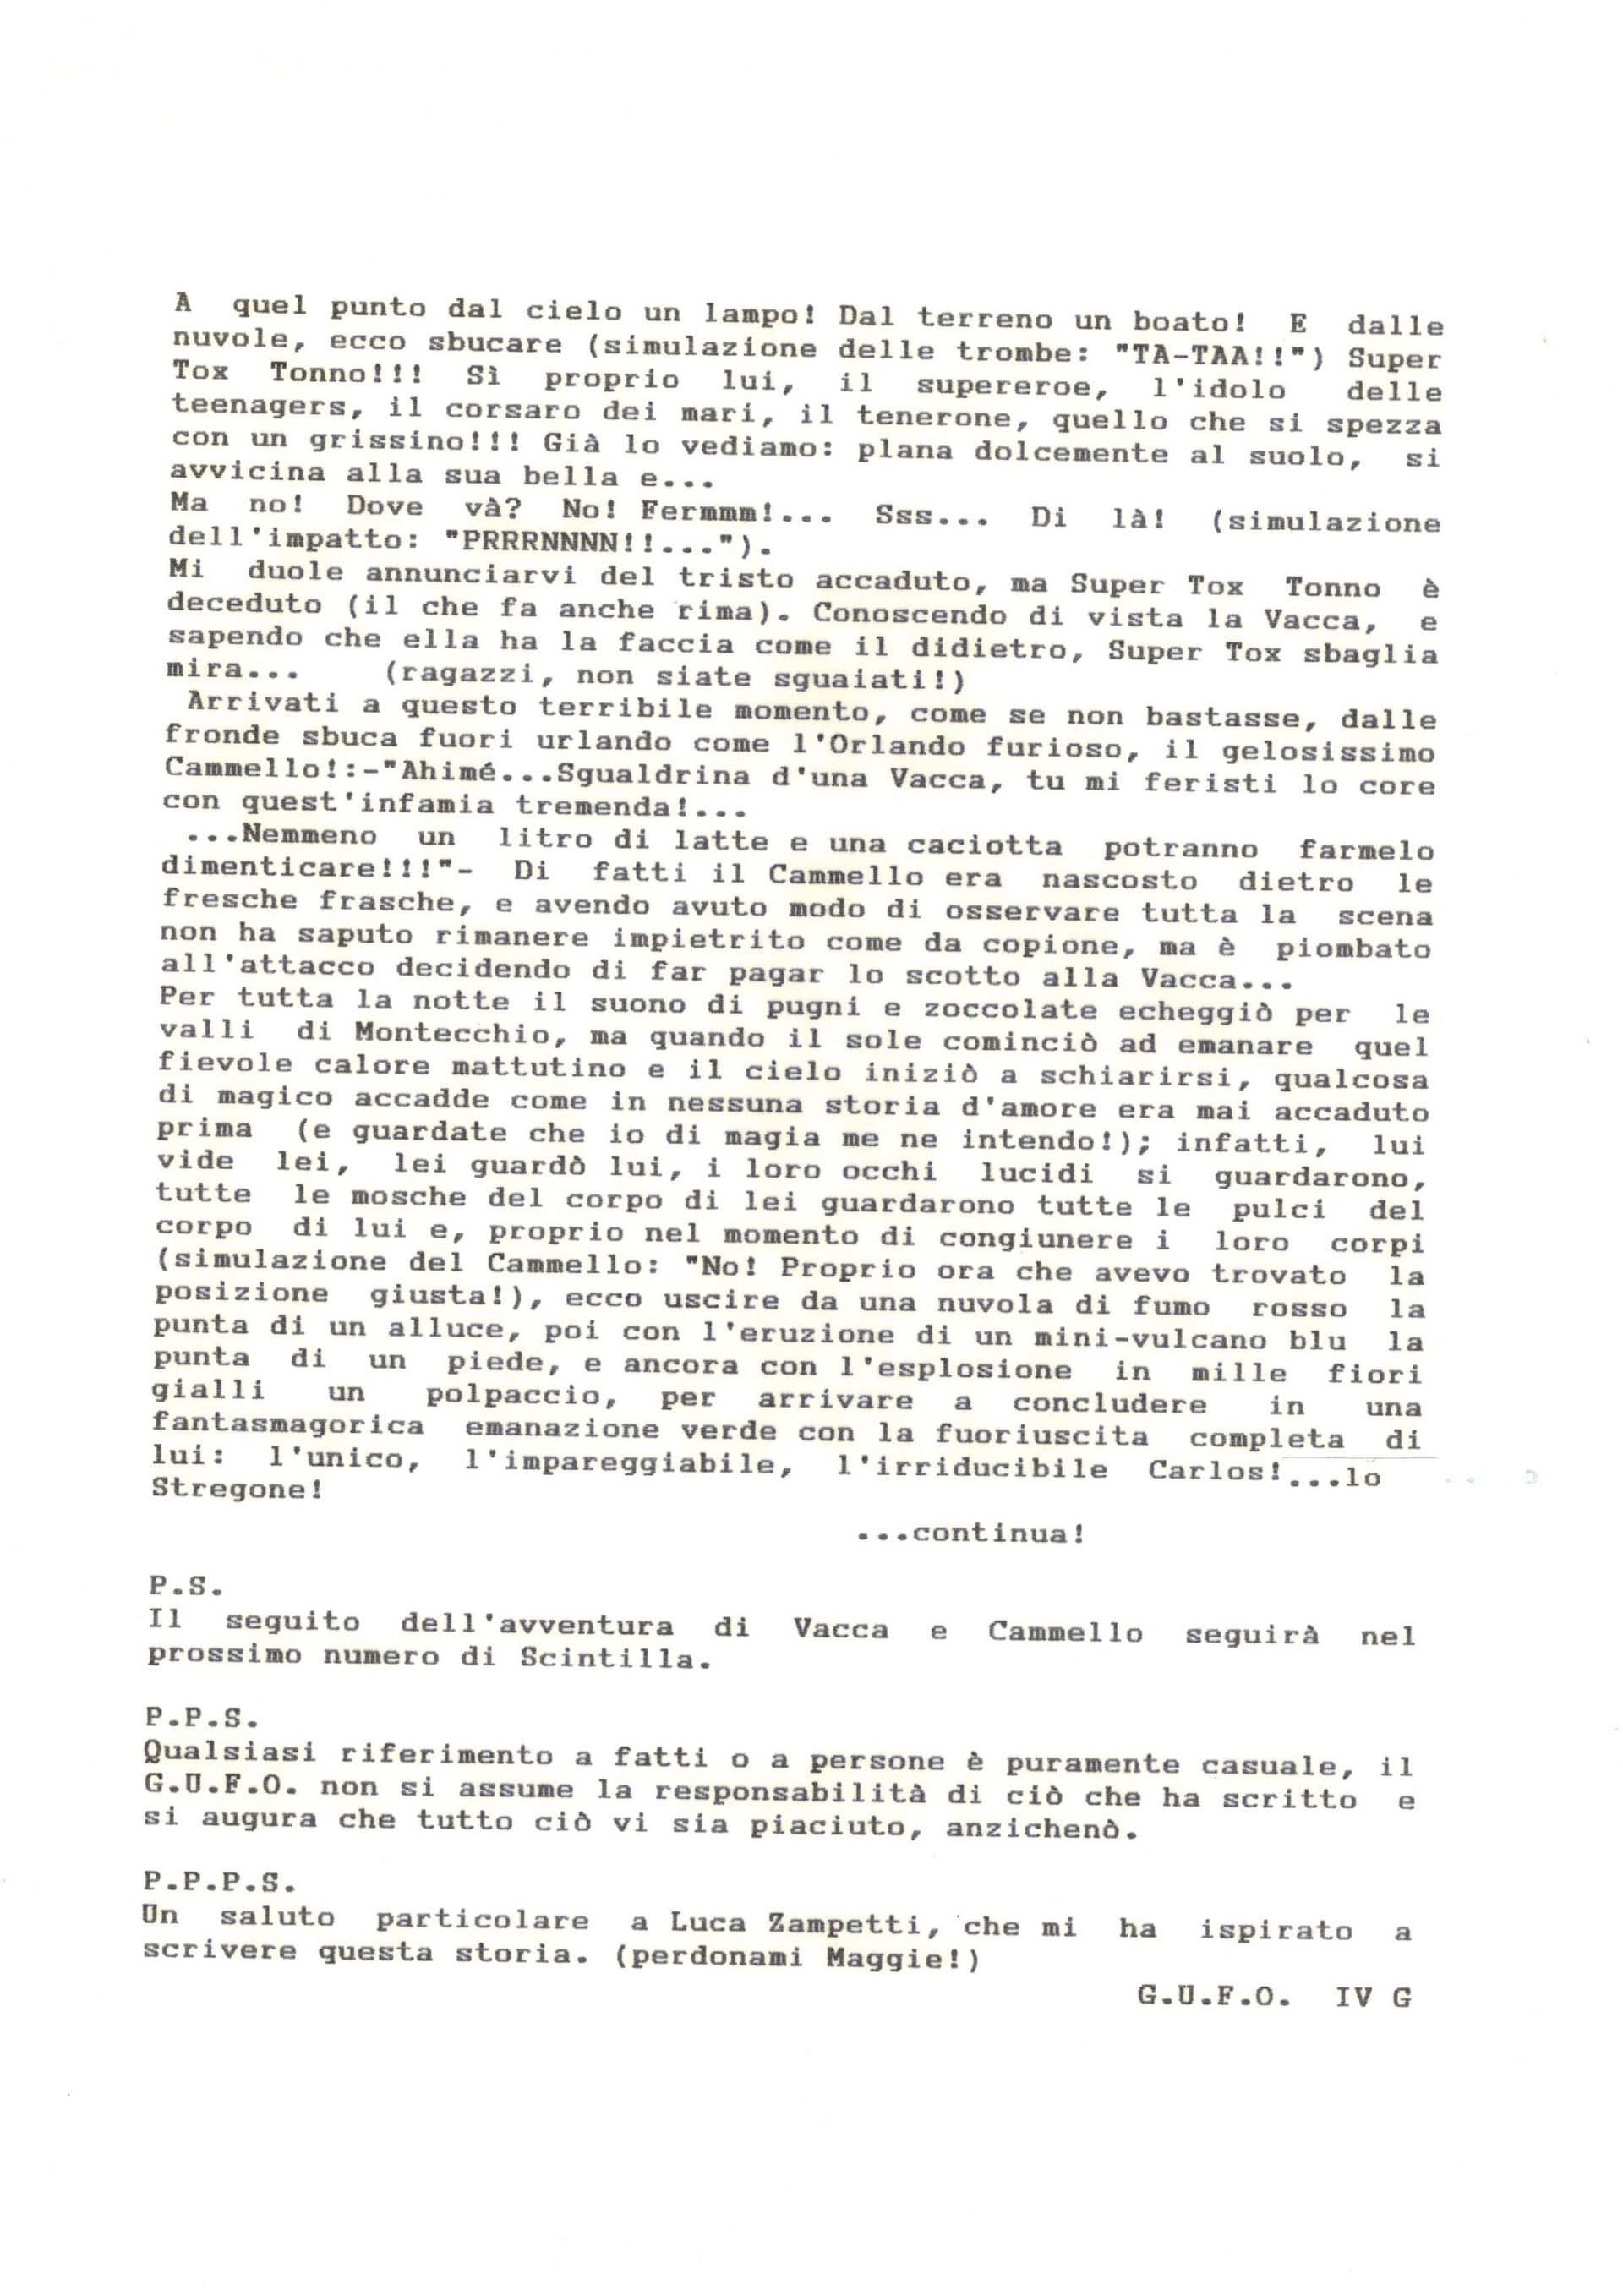 A quel punto dal cielo un lampo! Dal terreno un boato! E dalle
nuvole, ecco sbucare (simulazione delle trombe: "TA-TAA!!") Super
Tox Tonno!!! Sì proprio lui, il supereroe, l'idolo delle
teenagers, il corsaro dei mari, il tenerone, quello che si spezza
con un grissino!!! Già lo vediamo: plana dolcemente al suolo, si
avvicina alla sua bella e...
Ma no! Dove và? No! Fermmm!... Sss... Di là! (simulazione
dell'impatto: "PRRRNNNN!!...").
Mi duole annunciarvi del tristo accaduto, ma Super Tox Tonno è
deceduto (il che fa anche rima). Conoscendo di vista la Vacca, e
sapendo che ella ha la faccia come il didietro, Super Tox sbaglia
mira... (ragazzi, non siate sguaiati!)
Arrivati a questo terribile momento, come se non bastasse, dalle
fronde sbuca fuori urlando come l'Orlando furioso, il gelosissimo
Cammello!:-"Ahimé...Sgualdrina d'una Vacca, tu mi feristi lo core
con quest'infamia tremenda!...
...Nemmeno un litro di latte e una caciotta potranno farmelo
dimenticare!!!"- Di fatti il Cammello era nascosto dietro le
fresche frasche, e avendo avuto modo di osservare tutta la scena
non ha saputo rimanere impietrito come da copione, ma è piombato
all'attacco decidendo di far pagar lo scotto alla Vacca...
Per tutta la notte il suono di pugni e zoccolate echeggiò per le
valli di Montecchio, ma quando il sole cominciò ad emanare quel
fievole calore mattutino e il cielo iniziò a schiarirsi, qualcosa
di magico accadde come in nessuna storia d'amore era mai accaduto
prima (e guardate che io di magia me ne intendo!); infatti, lui
vide lei, lei guardò lui, i loro occhi lucidi si guardarono,
tutte le mosche del corpo di lei guardarono tutte le pulci del
corpo di lui e, proprio nel momento di congiunere i loro corpi
(simulazione del Cammello: "No! Proprio ora che avevo trovato la
posizione giusta!), ecco uscire da una nuvola di fumo rosso la
punta di un alluce, poi con l'eruzione di un mini-vulcano blu la
punta di un piede, e ancora con l'esplosione in mille fiori
gialli un polpaccio, per arrivare a concludere in una
fantasmagorica emanazione verde con la fuoriuscita completa di
lui: l'unico, l'impareggiabile, l'irriducibile Carlos!...lo
Stregone!
...continua!
P.S.
Il seguito dell'avventura di Vacca e Cammello seguirà nel
prossimo numero di Scintilla.
P.P.S.
Qualsiasi riferimento a fatti o a persone è puramente casuale, il
G.U.F.O. non si assume la responsabilità di ciò che ha scritto e
si augura che tutto ciò vi sia piaciuto, anzichenò.
P.P.P.S.
Un saluto particolare a Luca Zampetti, che mi ha ispirato a
scrivere questa storia. (perdonami Maggie!)
G.U.F.O. IV G